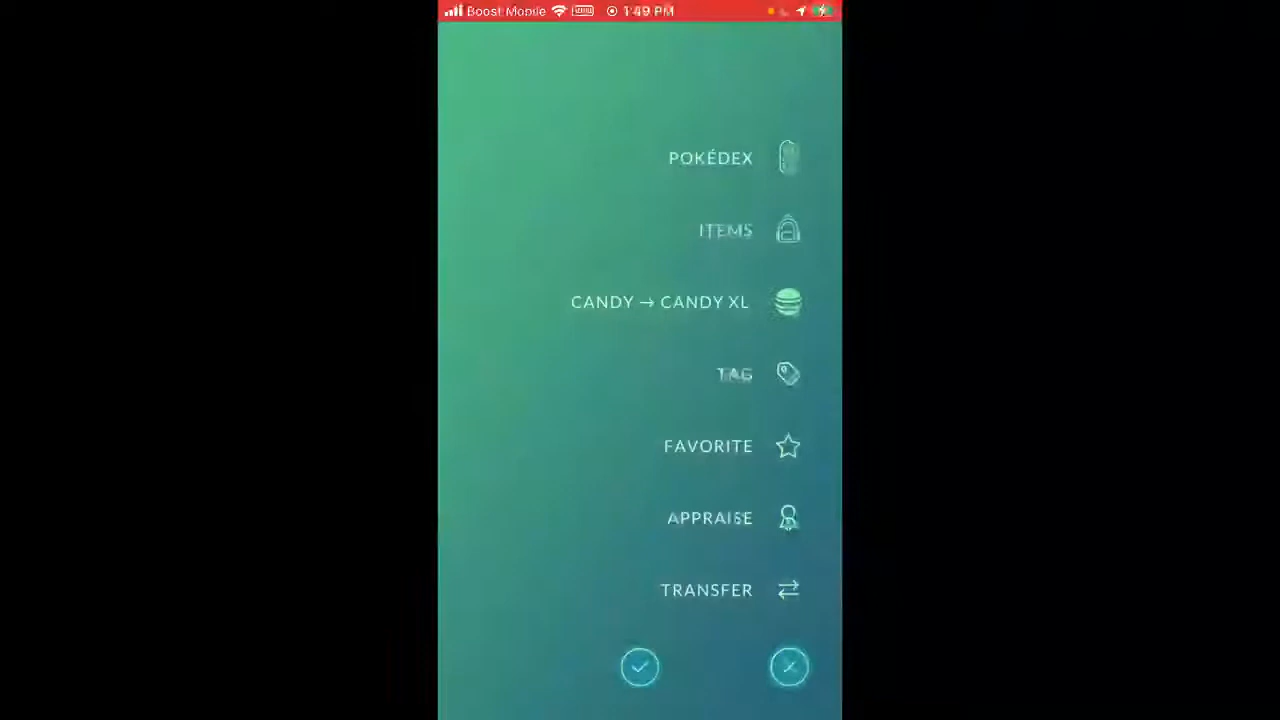 Boost Mobile 1:49 PM
POKÉDEX
ITEMS
CANDY → CANDY XL
TAG
FAVORITE
APPRAISE
TRANSFER